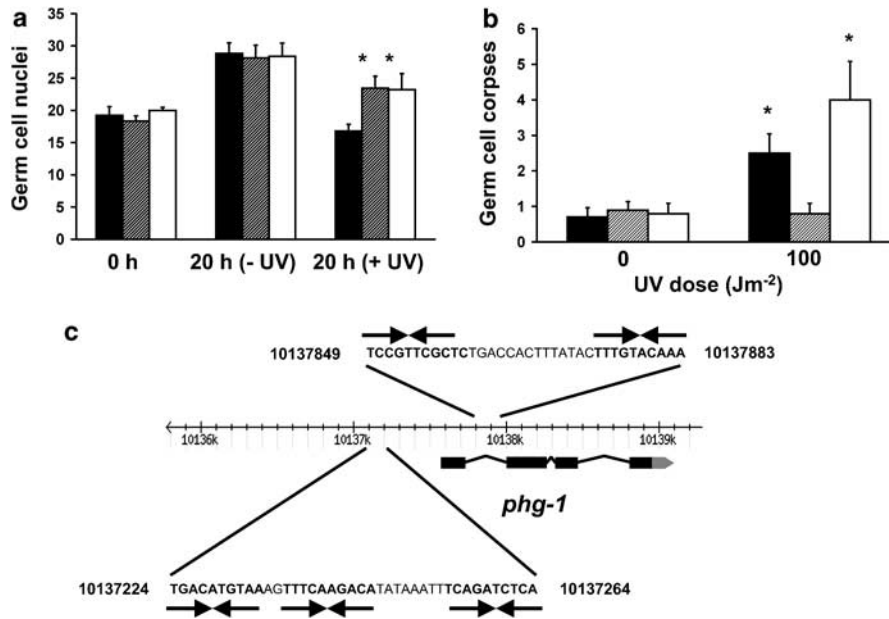 a
Germ cell nuclei
35
30
25
20
15
10
5
0
* *
0 h 20 h (- UV) 20 h (+ UV)
b
Germ cell corpses
6
5
4
3
2
1
0
* *
0 100
UV dose (Jm-2)
c
10137849 TCCGTTCGCTCTGACCACTTTATACTTTGTACAAA 10137883
10136k 10137k 10138k 10139k
phg-1
10137224 TGACATGTAAAGTTTCAAGACATATAAATTTCAGATCTCA 10137264